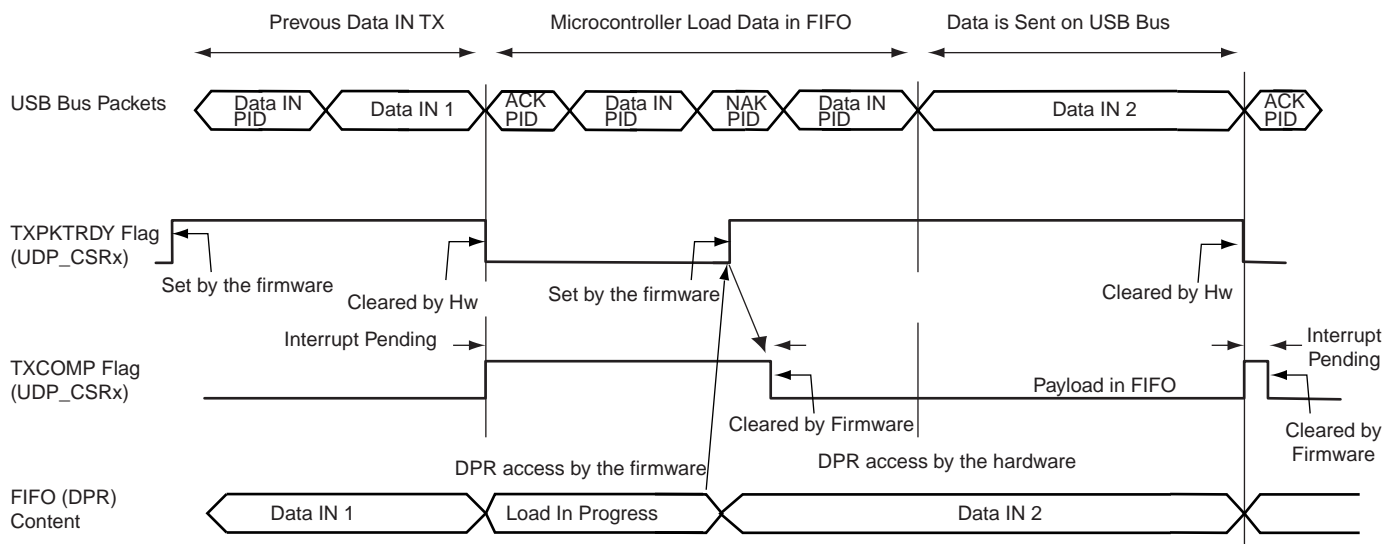 Prevous Data IN TX
Microcontroller Load Data in FIFO
Data is Sent on USB Bus
USB Bus Packets
Data IN
PID
Data IN 1
ACK
PID
Data IN
PID
NAK
PID
Data IN
PID
Data IN 2
ACK
PID
TXPKTRDY Flag
(UDP_CSRx)
Set by the firmware
Cleared by Hw
Set by the firmware
Cleared by Hw
Interrupt Pending
Interrupt
Pending
TXCOMP Flag
(UDP_CSRx)
Payload in FIFO
Cleared by Firmware
Cleared by
Firmware
DPR access by the firmware
DPR access by the hardware
FIFO (DPR)
Content
Data IN 1
Load In Progress
Data IN 2